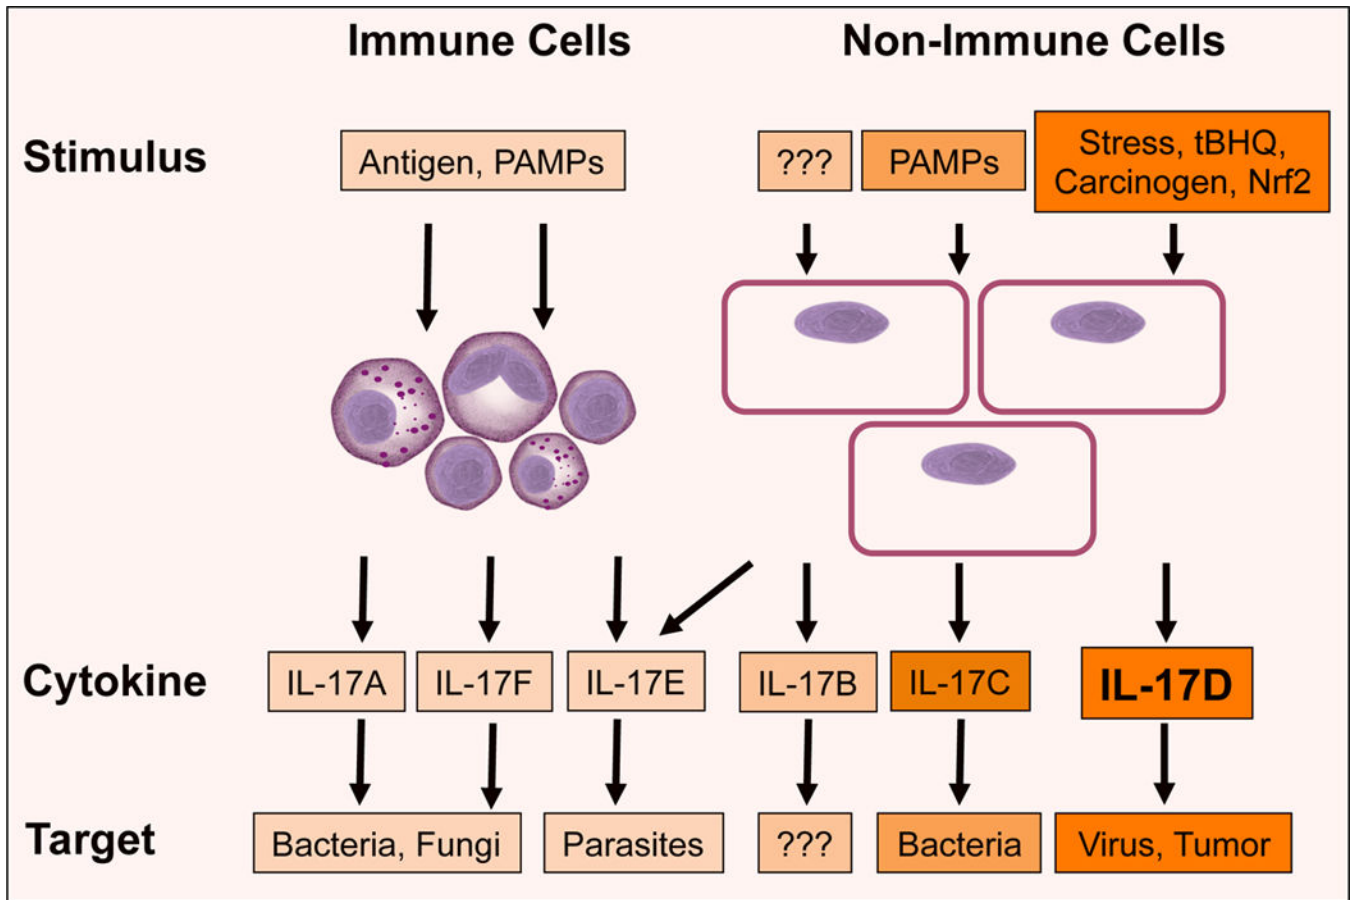 Immune Cells
Non-Immune Cells
Stimulus
Antigen, PAMPs
???
PAMPs
Stress, tBHQ,
Carcinogen, Nrf2
Cytokine
IL-17A
IL-17F
IL-17E
IL-17B
IL-17C
IL-17D
Target
Bacteria, Fungi
Parasites
???
Bacteria
Virus, Tumor